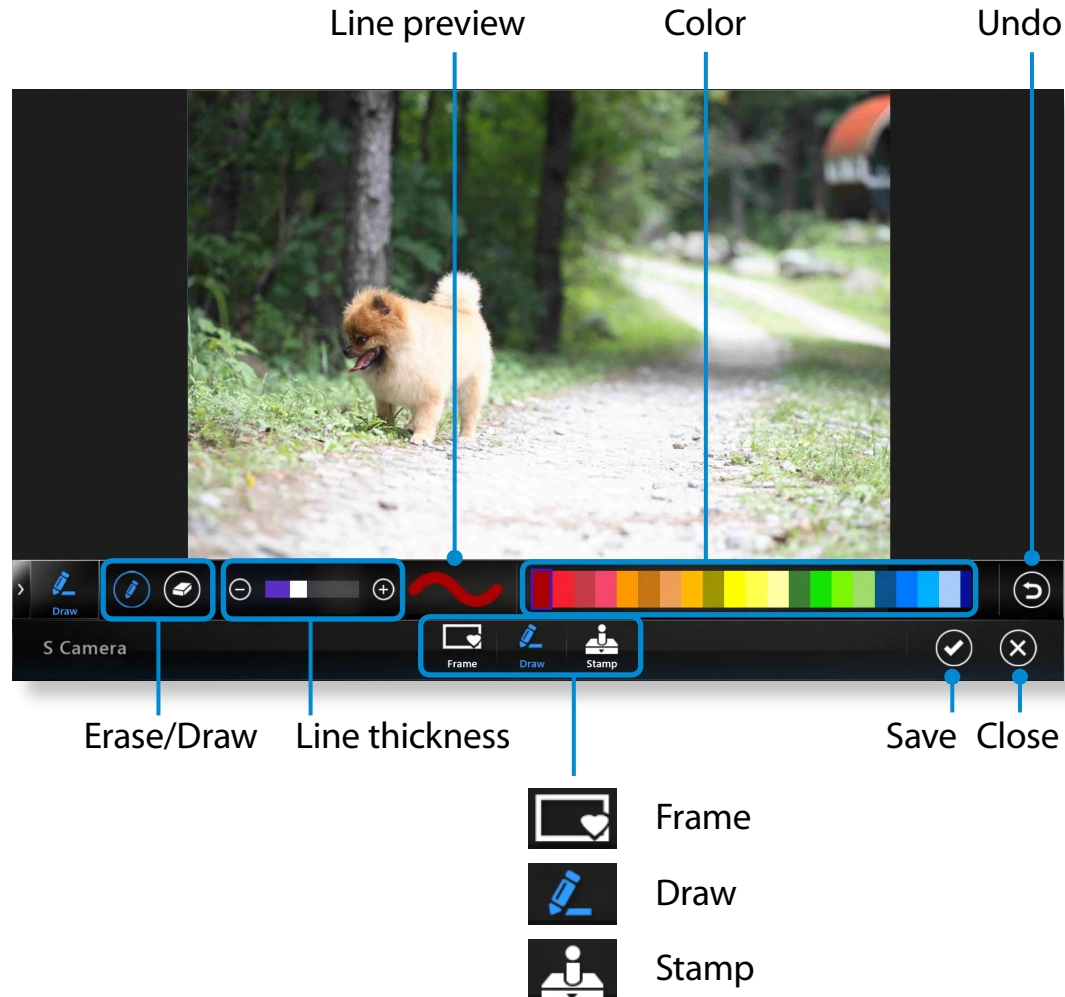 Line preview Color Undo
Draw
S Camera
Frame Draw Stamp
Erase/Draw Line thickness Save Close
Frame
Draw
Stamp